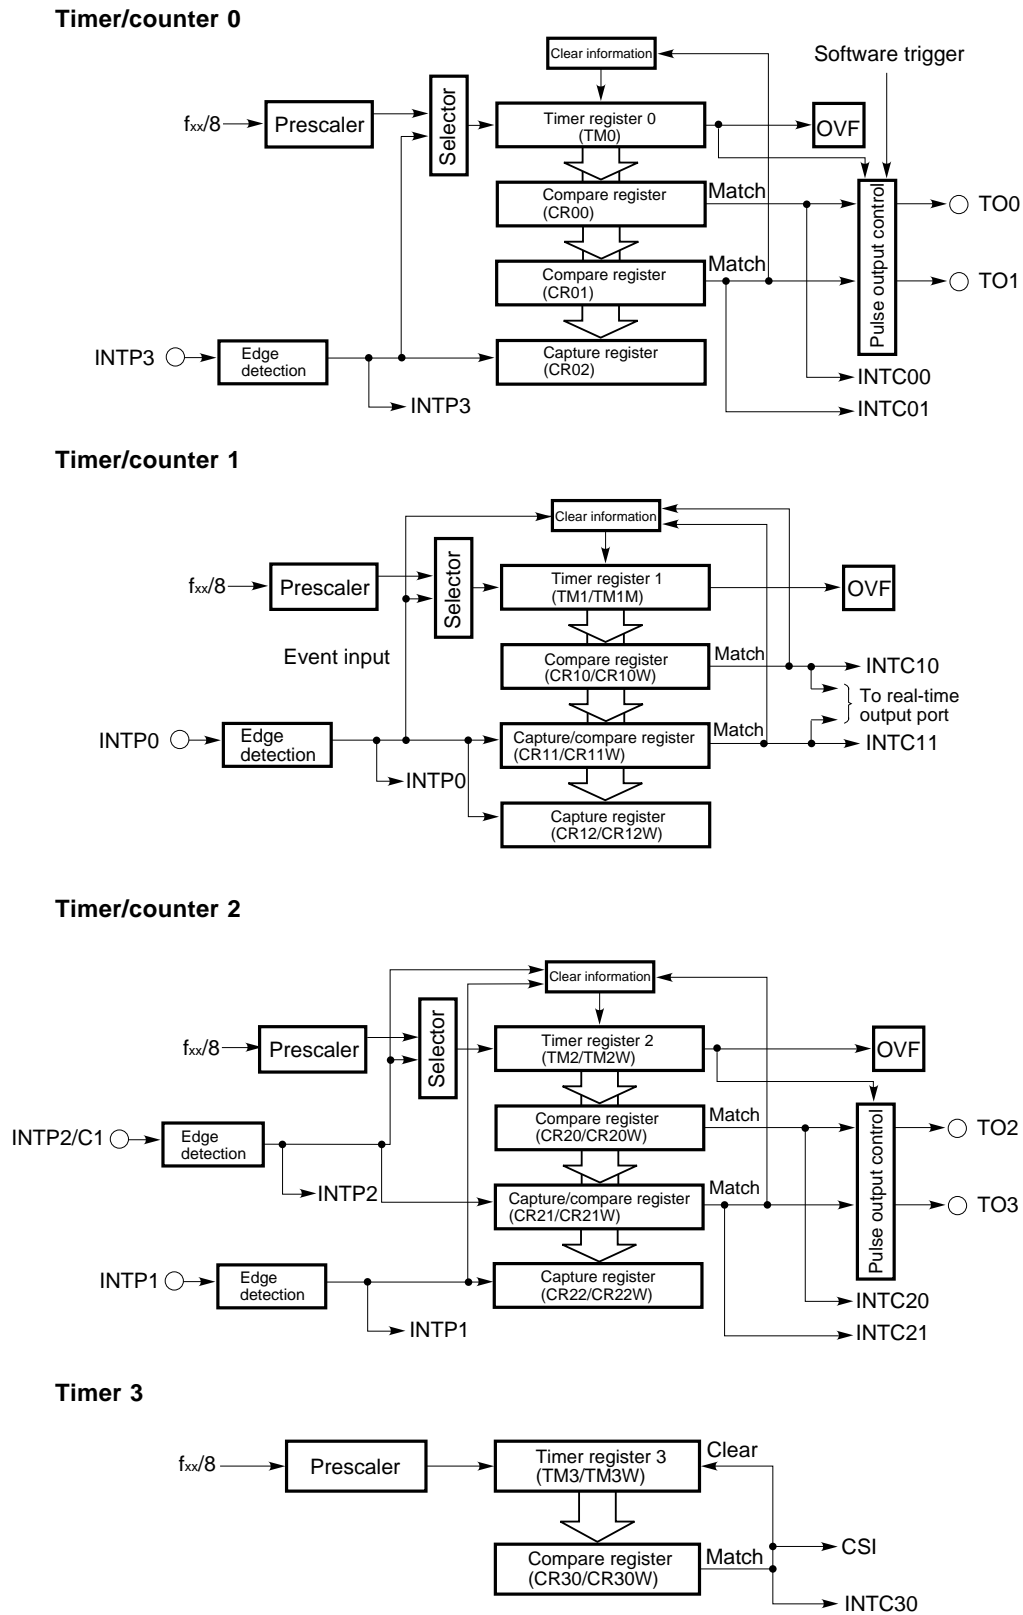 Timer/counter 0
Clear information
Software trigger
fxx/8
Prescaler
Selector
Timer register 0
(TM0)
OVF
Compare register
(CR00)
Match
Pulse output control
TO0
Compare register
(CR01)
Match
TO1
INTP3
Edge
detection
Capture register
(CR02)
INTC00
INTP3
INTC01
Timer/counter 1
Clear information
fxx/8
Prescaler
Selector
Timer register 1
(TM1/TM1M)
OVF
Event input
Compare register
(CR10/CR10W)
Match
INTC10
To real-time
output port
INTP0
Edge
detection
Capture/compare register
(CR11/CR11W)
Match
INTC11
INTP0
Capture register
(CR12/CR12W)
Timer/counter 2
Clear information
fxx/8
Prescaler
Selector
Timer register 2
(TM2/TM2W)
OVF
INTP2/C1
Edge
detection
Compare register
(CR20/CR20W)
Match
Pulse output control
TO2
INTP2
Capture/compare register
(CR21/CR21W)
Match
TO3
INTP1
Edge
detection
Capture register
(CR22/CR22W)
INTC20
INTP1
INTC21
Timer 3
fxx/8
Prescaler
Timer register 3
(TM3/TM3W)
Clear
CSI
Compare register
(CR30/CR30W)
Match
INTC30